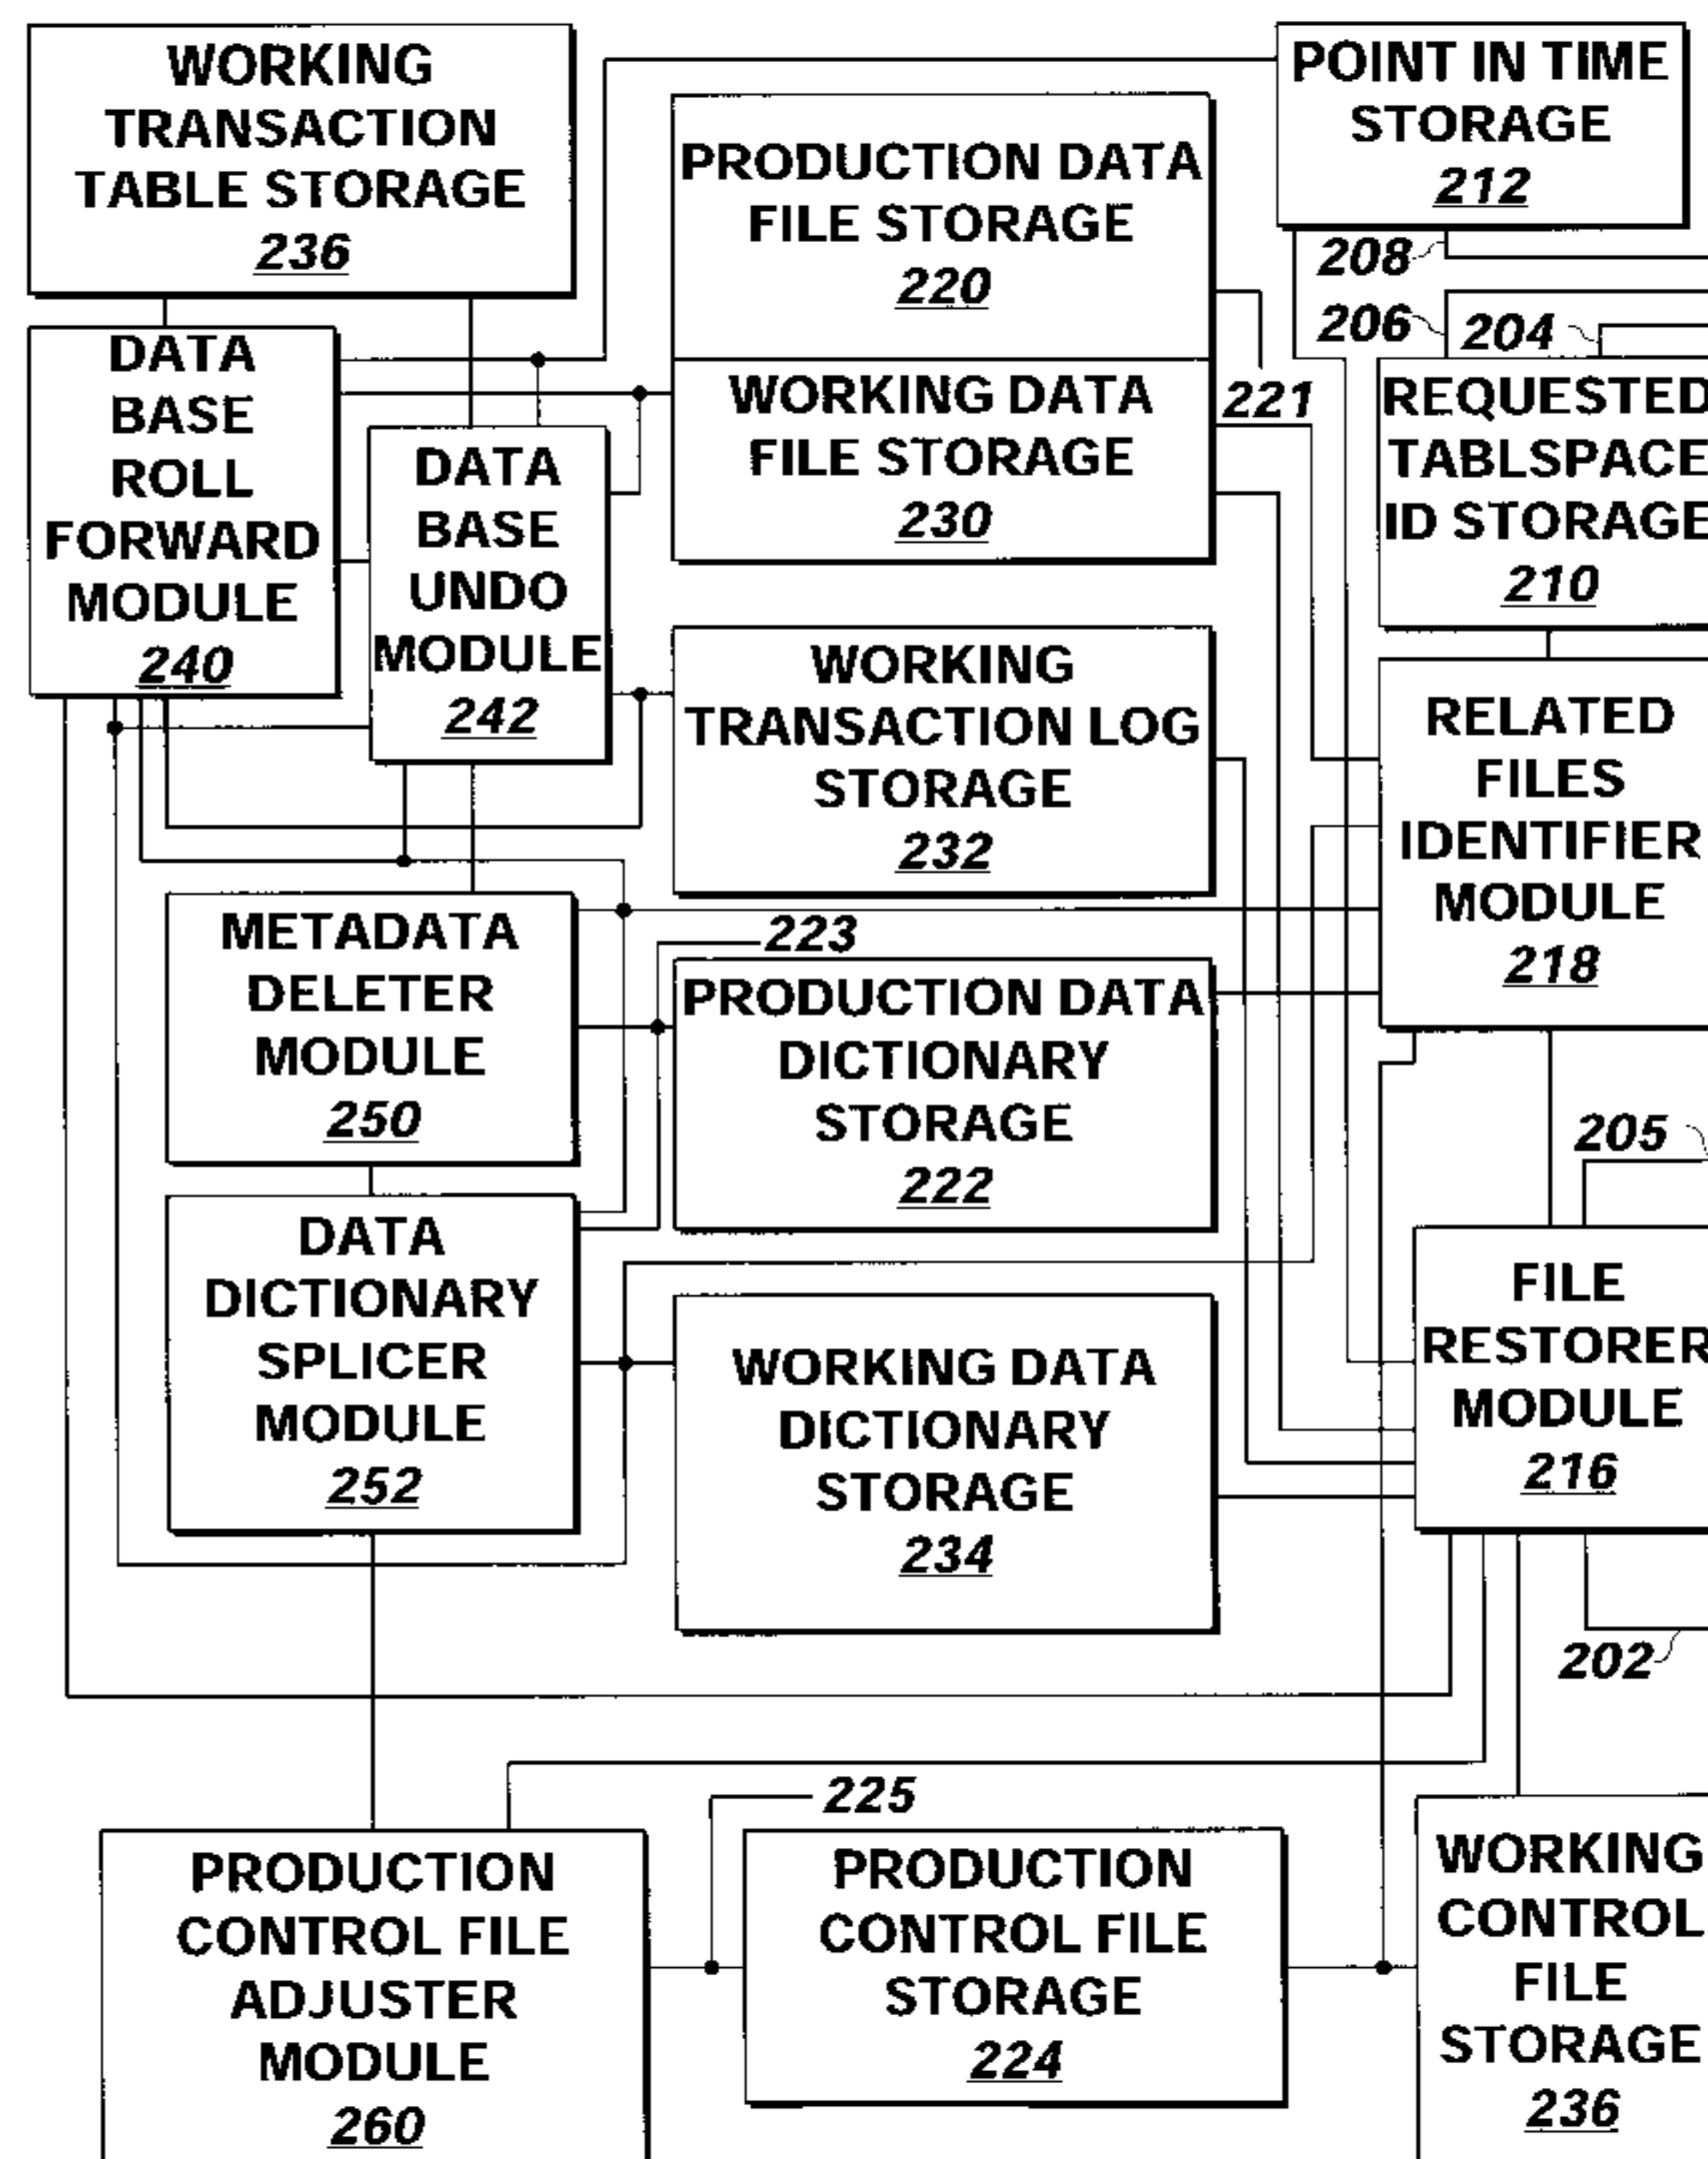 WORKING
TRANSACTION
TABLE STORAGE
236
POINT IN TIME
STORAGE
212
PRODUCTION DATA
FILE STORAGE
220
208
206
204
DATA
BASE
ROLL
FORWARD
MODULE
240
WORKING DATA
FILE STORAGE
230
221
REQUESTED
TABLSPACE
ID STORAGE
210
DATA
BASE
UNDO
MODULE
242
WORKING
TRANSACTION LOG
STORAGE
232
RELATED
FILES
IDENTIFIER
MODULE
218
METADATA
DELETER
MODULE
250
223
PRODUCTION DATA
DICTIONARY
STORAGE
222
205
DATA
DICTIONARY
SPLICER
MODULE
252
FILE
RESTORER
MODULE
216
WORKING DATA
DICTIONARY
STORAGE
234
202
225
PRODUCTION
CONTROL FILE
ADJUSTER
MODULE
260
PRODUCTION
CONTROL FILE
STORAGE
224
WORKING
CONTROL
FILE
STORAGE
236